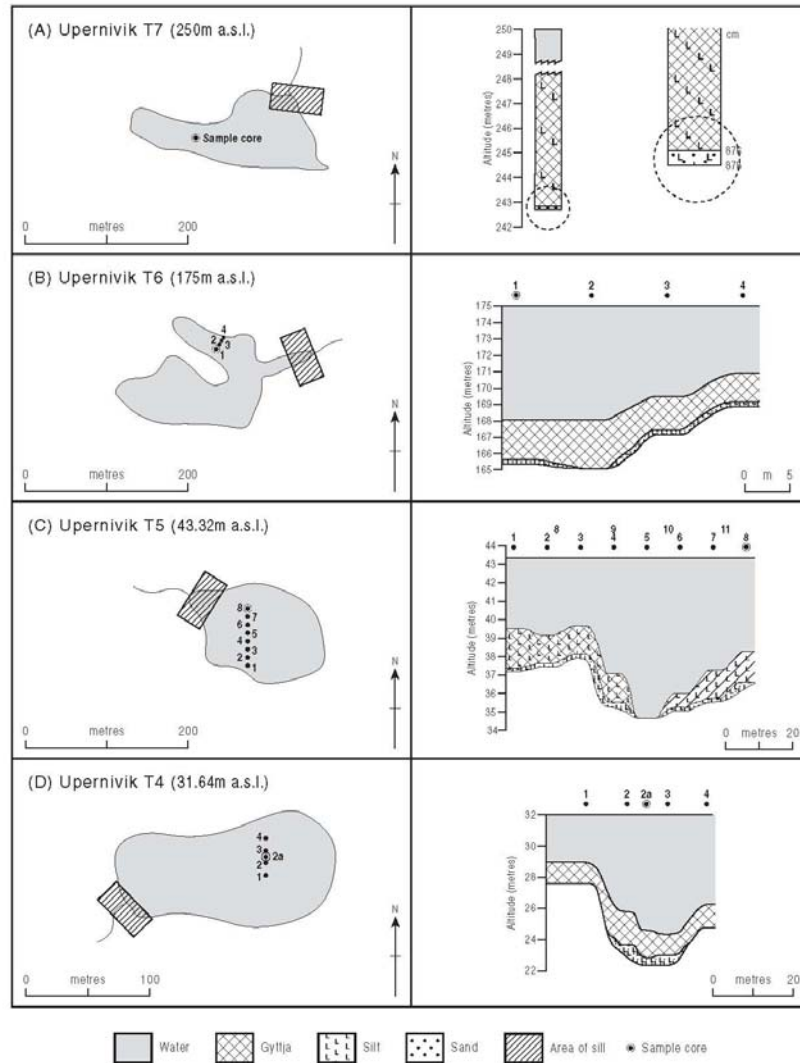 (A) Upernivik T7 (250m a.s.l.)
Sample core
N
0 metres 200
Altitude (metres)
250
249
248
247
246
245
244
243
242
cm
(B) Upernivik T6 (175m a.s.l.)
4
2 3
1
N
0 metres 200
1 2 3 4
Altitude (metres)
175
174
173
172
171
170
169
168
167
166
165
0 m 5
(C) Upernivik T5 (43.32m a.s.l.)
8
7
6
5
4
3
2
1
N
0 metres 200
8 9 10 11
1 2 3 4 5 6 7 8
Altitude (metres)
44
43
42
41
40
39
38
37
36
35
34
0 metres 20
(D) Upernivik T4 (31.64m a.s.l.)
4
3
2a
2
1
N
0 metres 100
1 2 2a 3 4
Altitude (metres)
32
28
26
24
22
0 metres 20
Water Gyttja Silt Sand Area of sill Sample core